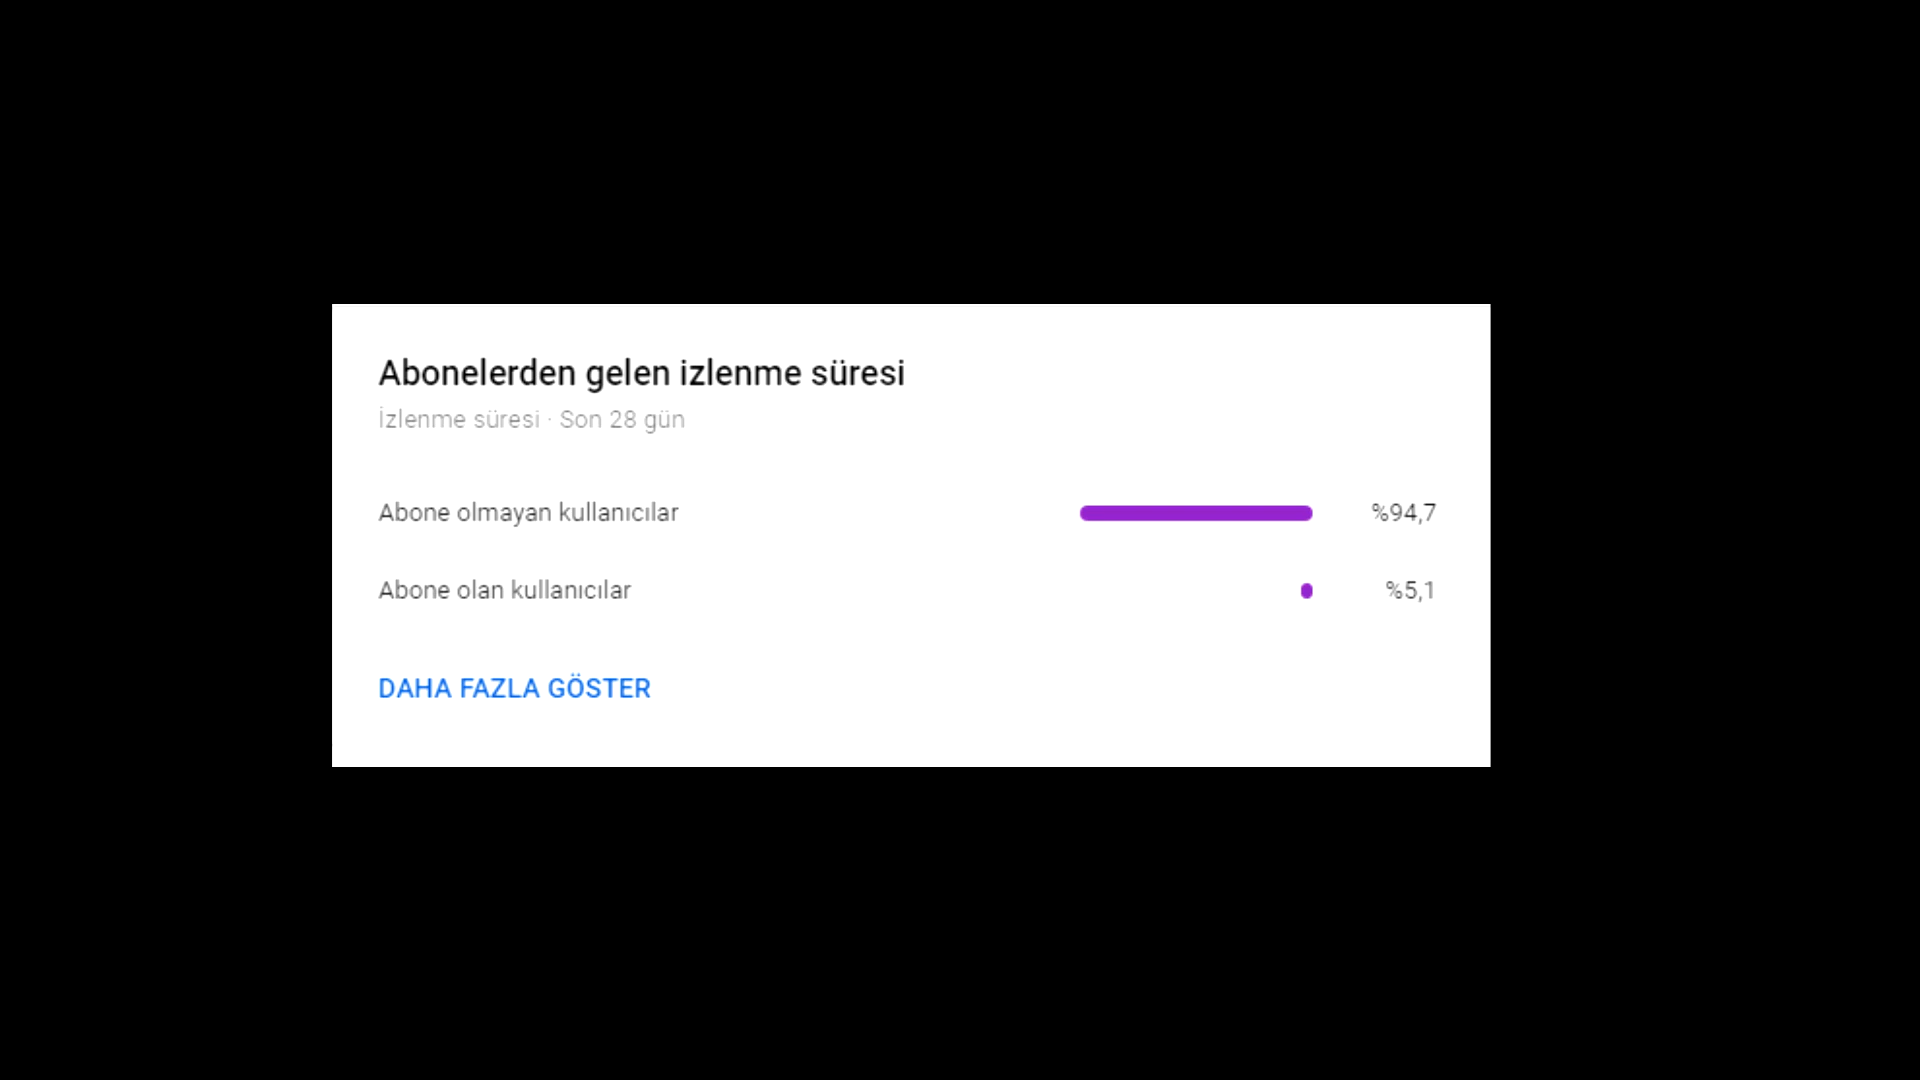 Abonelerden gelen izlenme süresi
İzlenme süresi · Son 28 gün
Abone olmayan kullanıcılar %94,7
Abone olan kullanıcılar %5,1
DAHA FAZLA GÖSTER